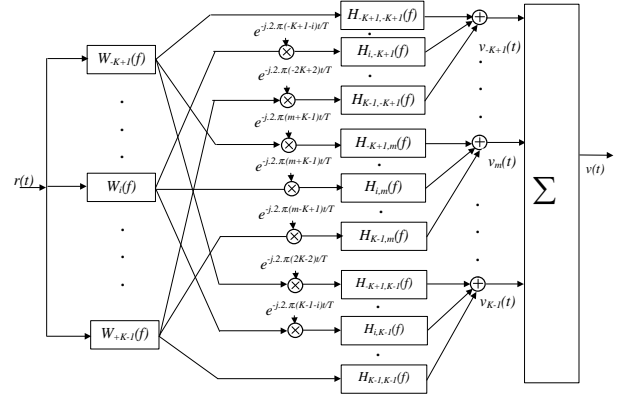 r(t)
W-K+1(f)
Wi(f)
W+K-1(f)
e-j.2.π.(-K+1-i)t/T
e-j.2.π.(-2K+2)t/T
e-j.2.π.(m+K-1)t/T
e-j.2.π.(m+K-1)t/T
e-j.2.π.(m-K+1)t/T
e-j.2.π.(2K-2)t/T
e-j.2.π.(K-1-i)t/T
H-K+1,-K+1(f)
Hi,-K+1(f)
HK-1,-K+1(f)
H-K+1,m(f)
Hi,m(f)
HK-1,m(f)
H-K+1,K-1(f)
Hi,K-1(f)
HK-1,K-1(f)
v-K+1(t)
vm(t)
vK-1(t)
Σ
v(t)